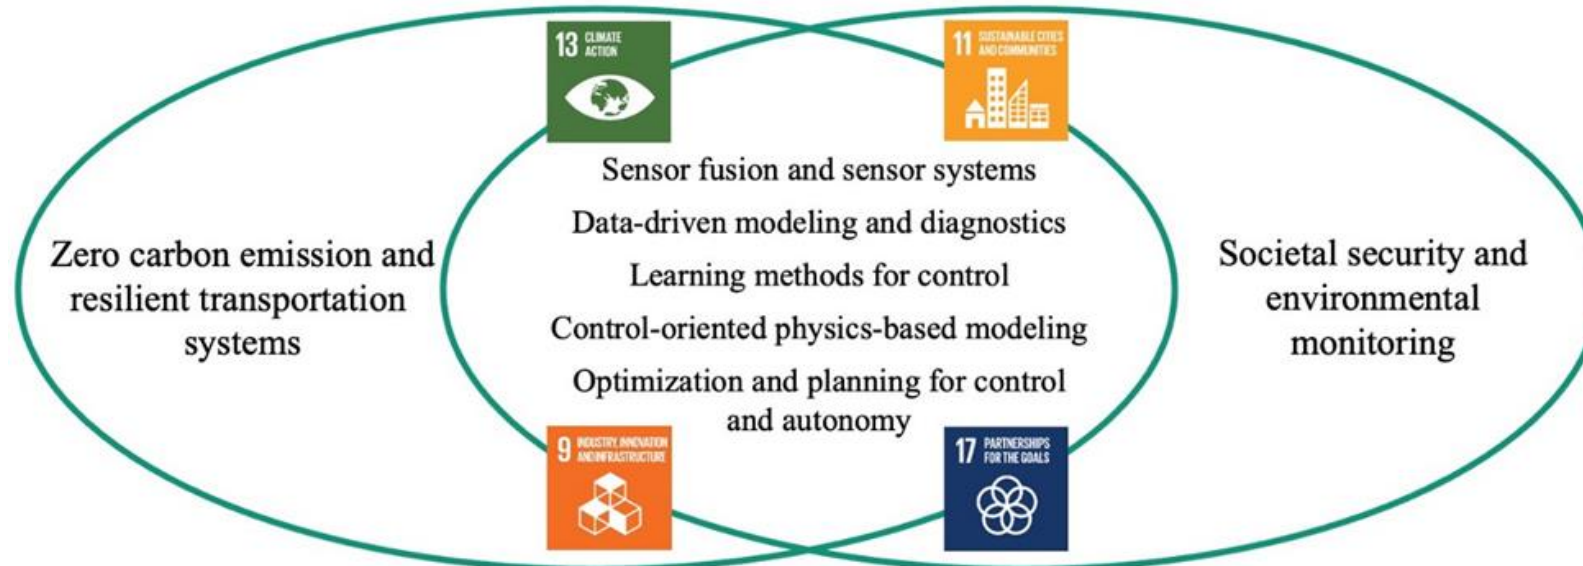 13 CLIMATE
ACTION
11 SUSTAINABLE CITIES
AND COMMUNITIES
Sensor fusion and sensor systems
Data-driven modeling and diagnostics
Learning methods for control
Control-oriented physics-based modeling
Optimization and planning for control
and autonomy
Zero carbon emission and
resilient transportation
systems
Societal security and
environmental
monitoring
9 INDUSTRY, INNOVATION
AND INFRASTRUCTURE
17 PARTNERSHIPS
FOR THE GOALS